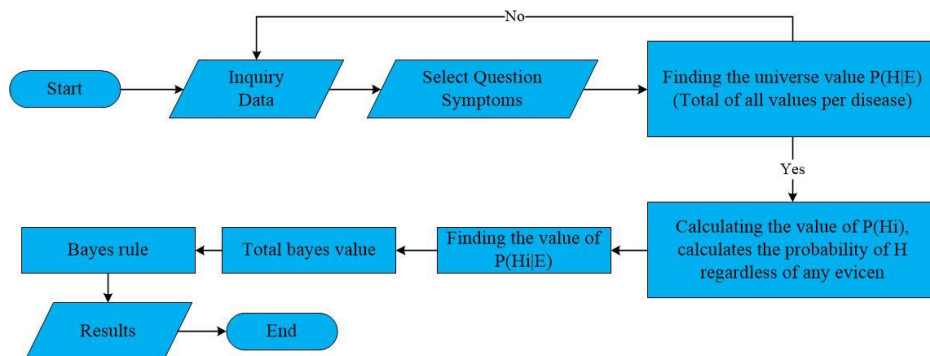 No
Start
Inquiry
Data
Select Question
Symptoms
Finding the universe value P(H|E)
(Total of all values per disease)
Yes
Calculating the value of P(Hi),
calculates the probability of H
regardless of any evicen
Finding the value of
P(Hi|E)
Total bayes value
Bayes rule
Results
End